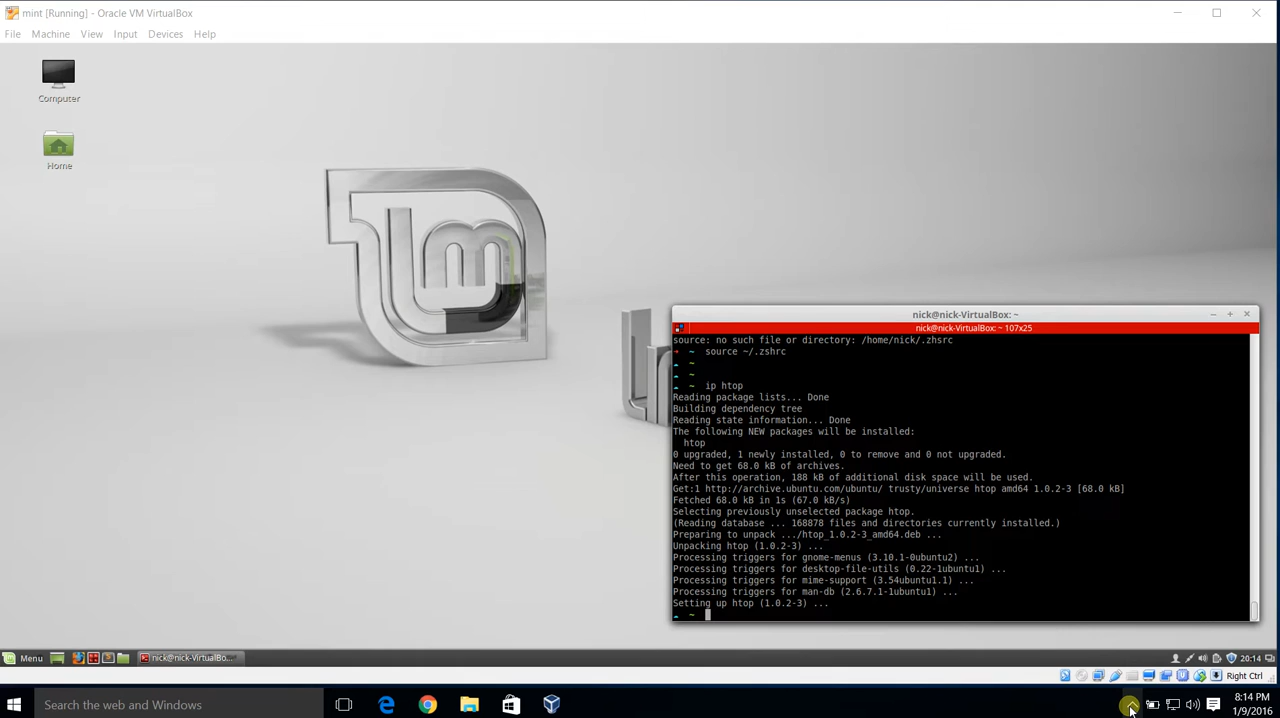 mint [Running] - Oracle VM VirtualBox
File Machine View Input Devices Help
Computer
Home
nick@nick-VirtualBox: ~
nick@nick-VirtualBox: ~ 107x25
source: no such file or directory: /home/nick/.zhsrc
~ source ~/.zshrc
~
~
~ ip htop
Reading package lists... Done
Building dependency tree
Reading state information... Done
The following NEW packages will be installed:
htop
0 upgraded, 1 newly installed, 0 to remove and 0 not upgraded.
Need to get 68.0 kB of archives.
After this operation, 188 kB of additional disk space will be used.
Get:1 http://archive.ubuntu.com/ubuntu/ trusty/universe htop amd64 1.0.2-3 [68.0 kB]
Fetched 68.0 kB in 1s (67.0 kB/s)
Selecting previously unselected package htop.
(Reading database ... 168878 files and directories currently installed.)
Preparing to unpack .../htop_1.0.2-3_amd64.deb ...
Unpacking htop (1.0.2-3) ...
Processing triggers for gnome-menus (3.10.1-0ubuntu2) ...
Processing triggers for desktop-file-utils (0.22-1ubuntu1) ...
Processing triggers for mime-support (3.54ubuntu1.1) ...
Processing triggers for man-db (2.6.7.1-1ubuntu1) ...
Setting up htop (1.0.2-3) ...
~
Menu nick@nick-VirtualBo... 20:14
Right Ctrl
Search the web and Windows
8:14 PM
1/9/2016